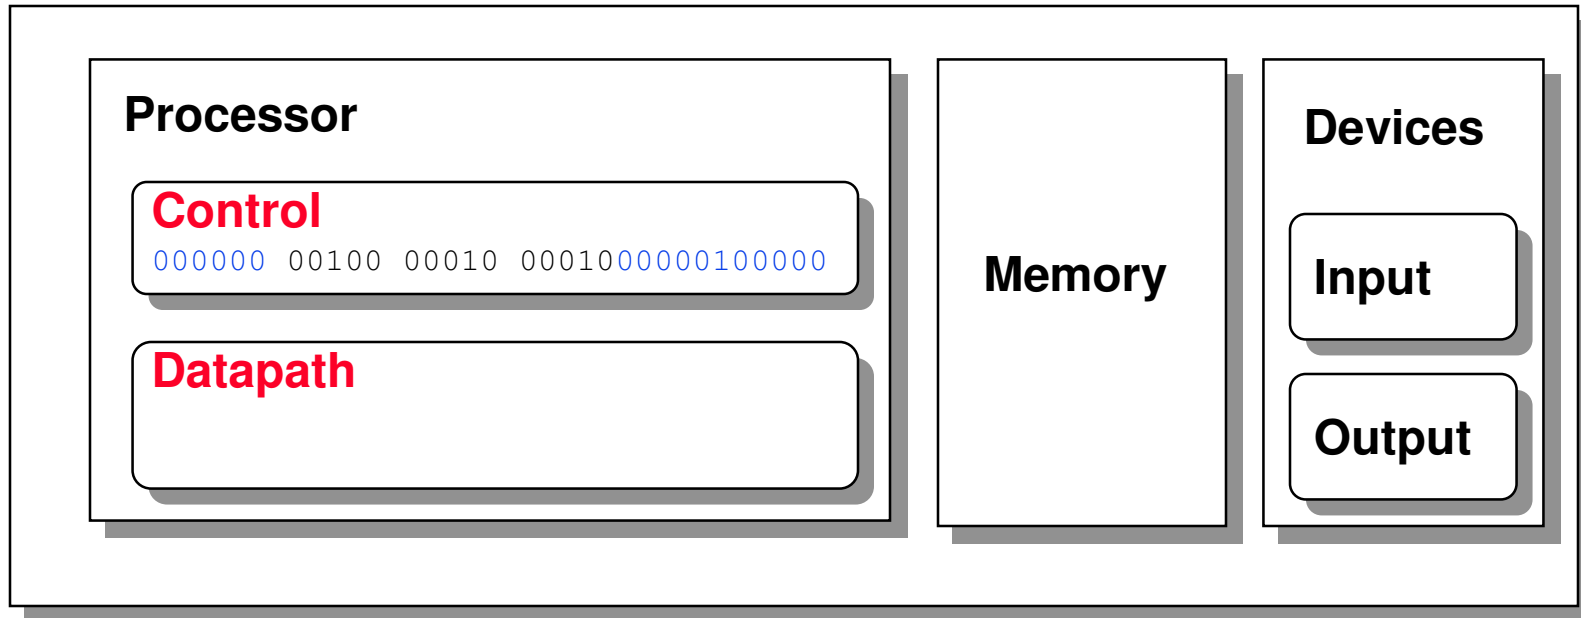 Processor
Control
000000 00100 00010 0001000000100000
Datapath
Memory
Devices
Input
Output